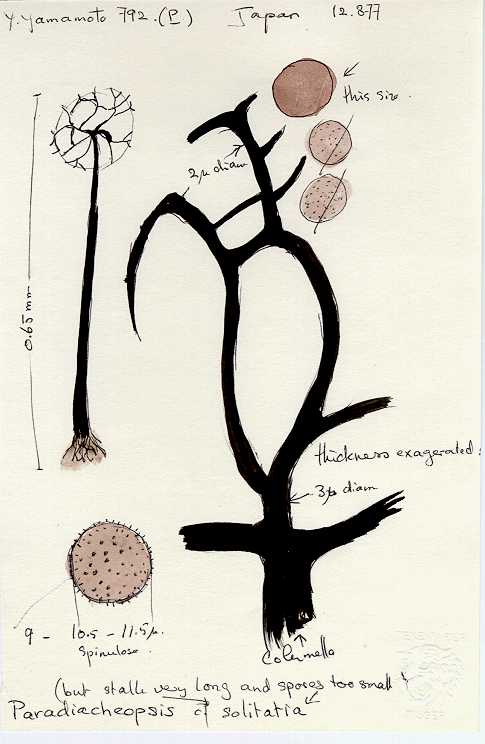 Y. Yamamoto 792. (P) Japan 12.8.77
this size.
2µ diam
0.65 mm
thickness exagerated.
3µ diam
9 - 10.5 - 11.5µ.
Spinulose.
Columella
(but stalk very long and spores too small
Paradiacheopsis cf solitaria